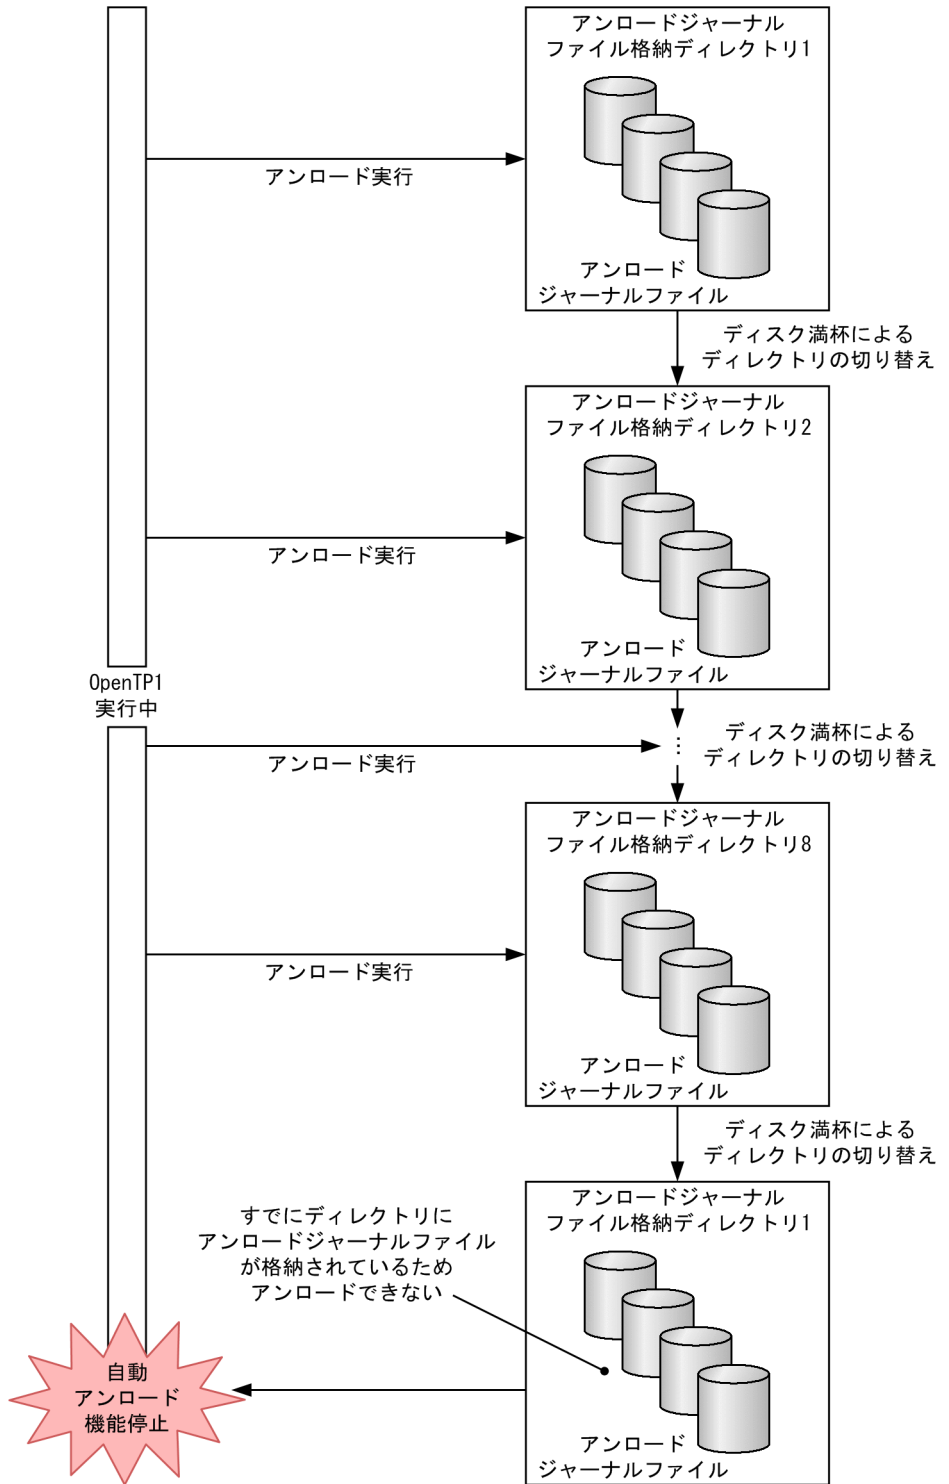 アンロードジャーナル
ファイル格納ディレクトリ1
アンロード実行
アンロード
ジャーナルファイル
ディスク満杯による
ディレクトリの切り替え
アンロードジャーナル
ファイル格納ディレクトリ2
アンロード実行
アンロード
ジャーナルファイル
OpenTP1
実行中
ディスク満杯による
ディレクトリの切り替え
アンロード実行
アンロードジャーナル
ファイル格納ディレクトリ8
アンロード実行
アンロード
ジャーナルファイル
ディスク満杯による
ディレクトリの切り替え
アンロードジャーナル
ファイル格納ディレクトリ1
すでにディレクトリに
アンロードジャーナルファイル
が格納されているため
アンロードできない
自動
アンロード
機能停止
アンロード
ジャーナルファイル